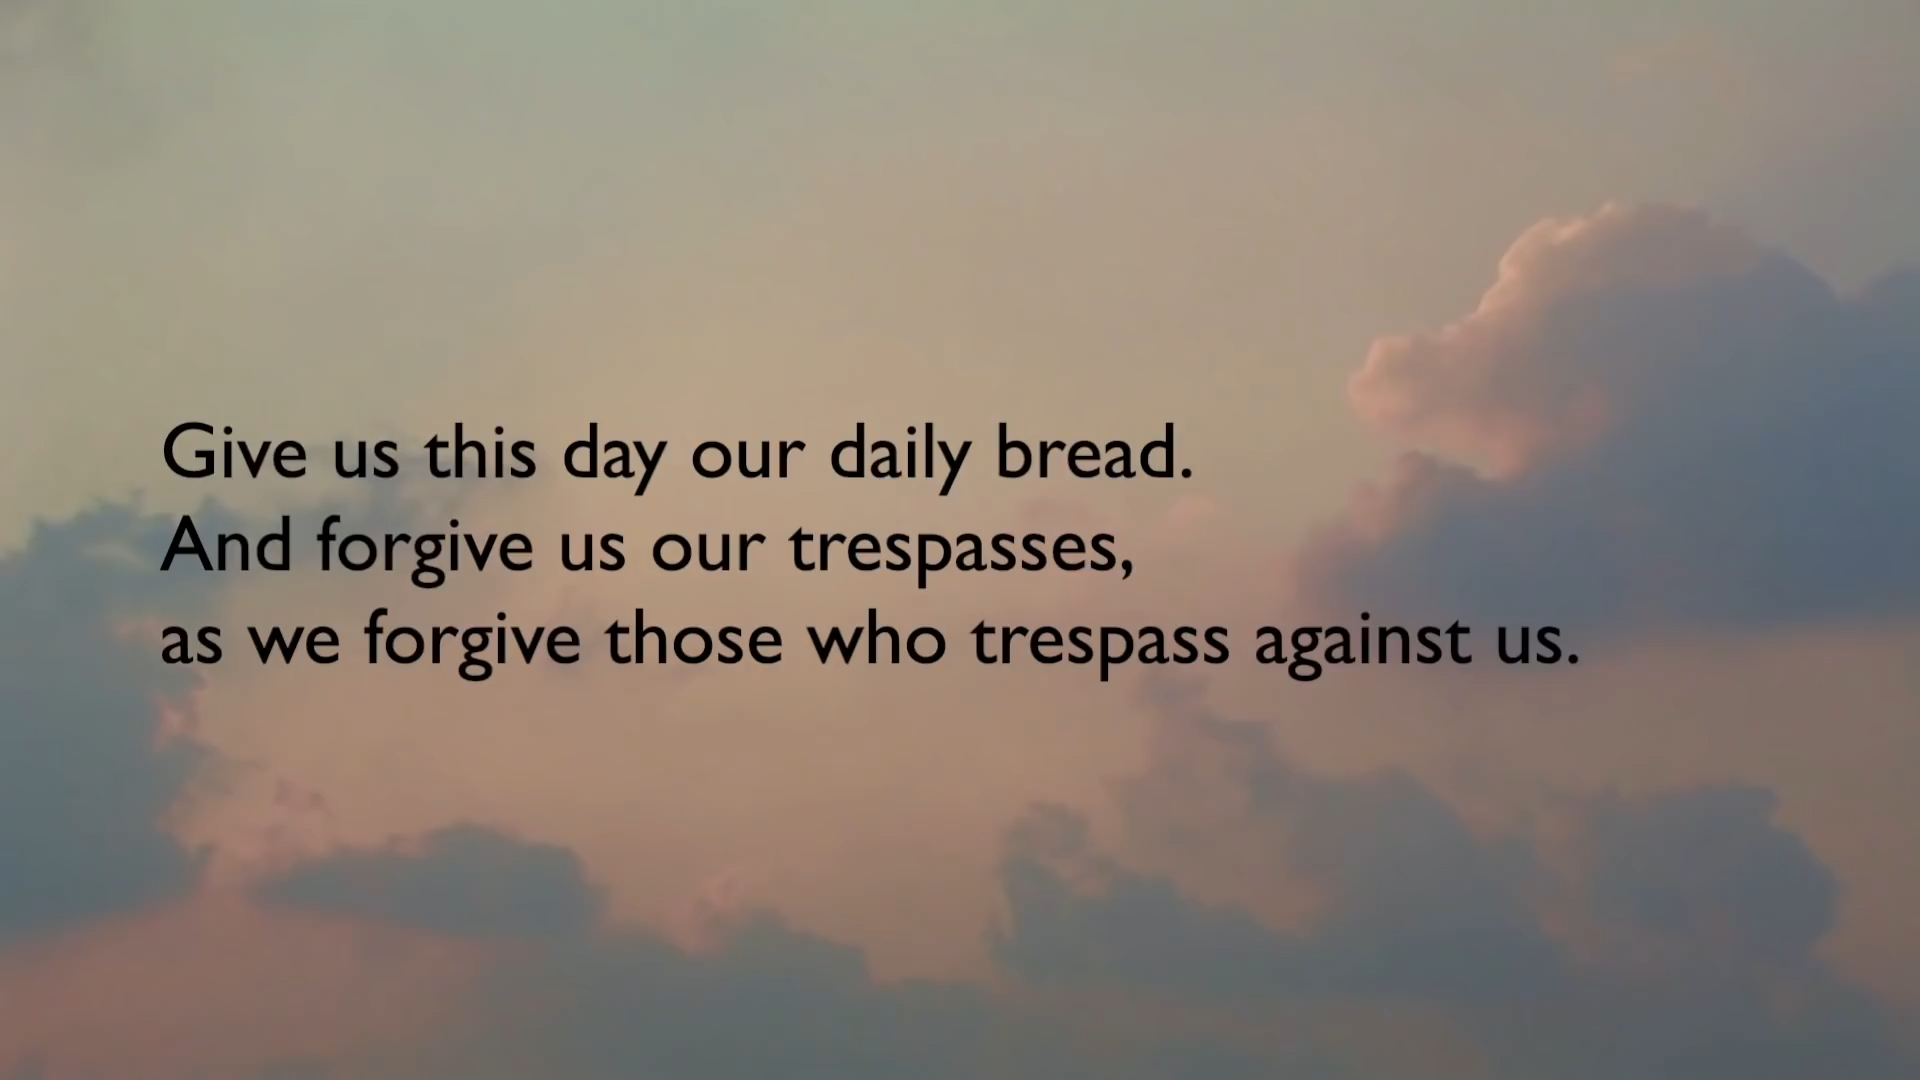 Give us this day our daily bread.
And forgive us our trespasses,
as we forgive those who trespass against us.